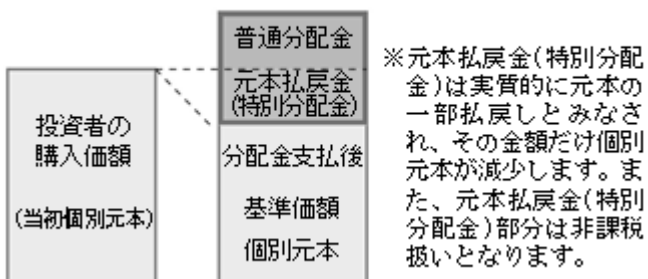 投資者の
購入価額
(当初個別元本)
普通分配金
元本払戻金
(特別分配金)
分配金支払後
基準価額
個別元本
※元本払戻金(特別分配
金)は実質的に元本の
一部払戻しとみなさ
れ、その金額だけ個別
元本が減少します。ま
た、元本払戻金(特別
分配金)部分は非課税
扱いとなります。